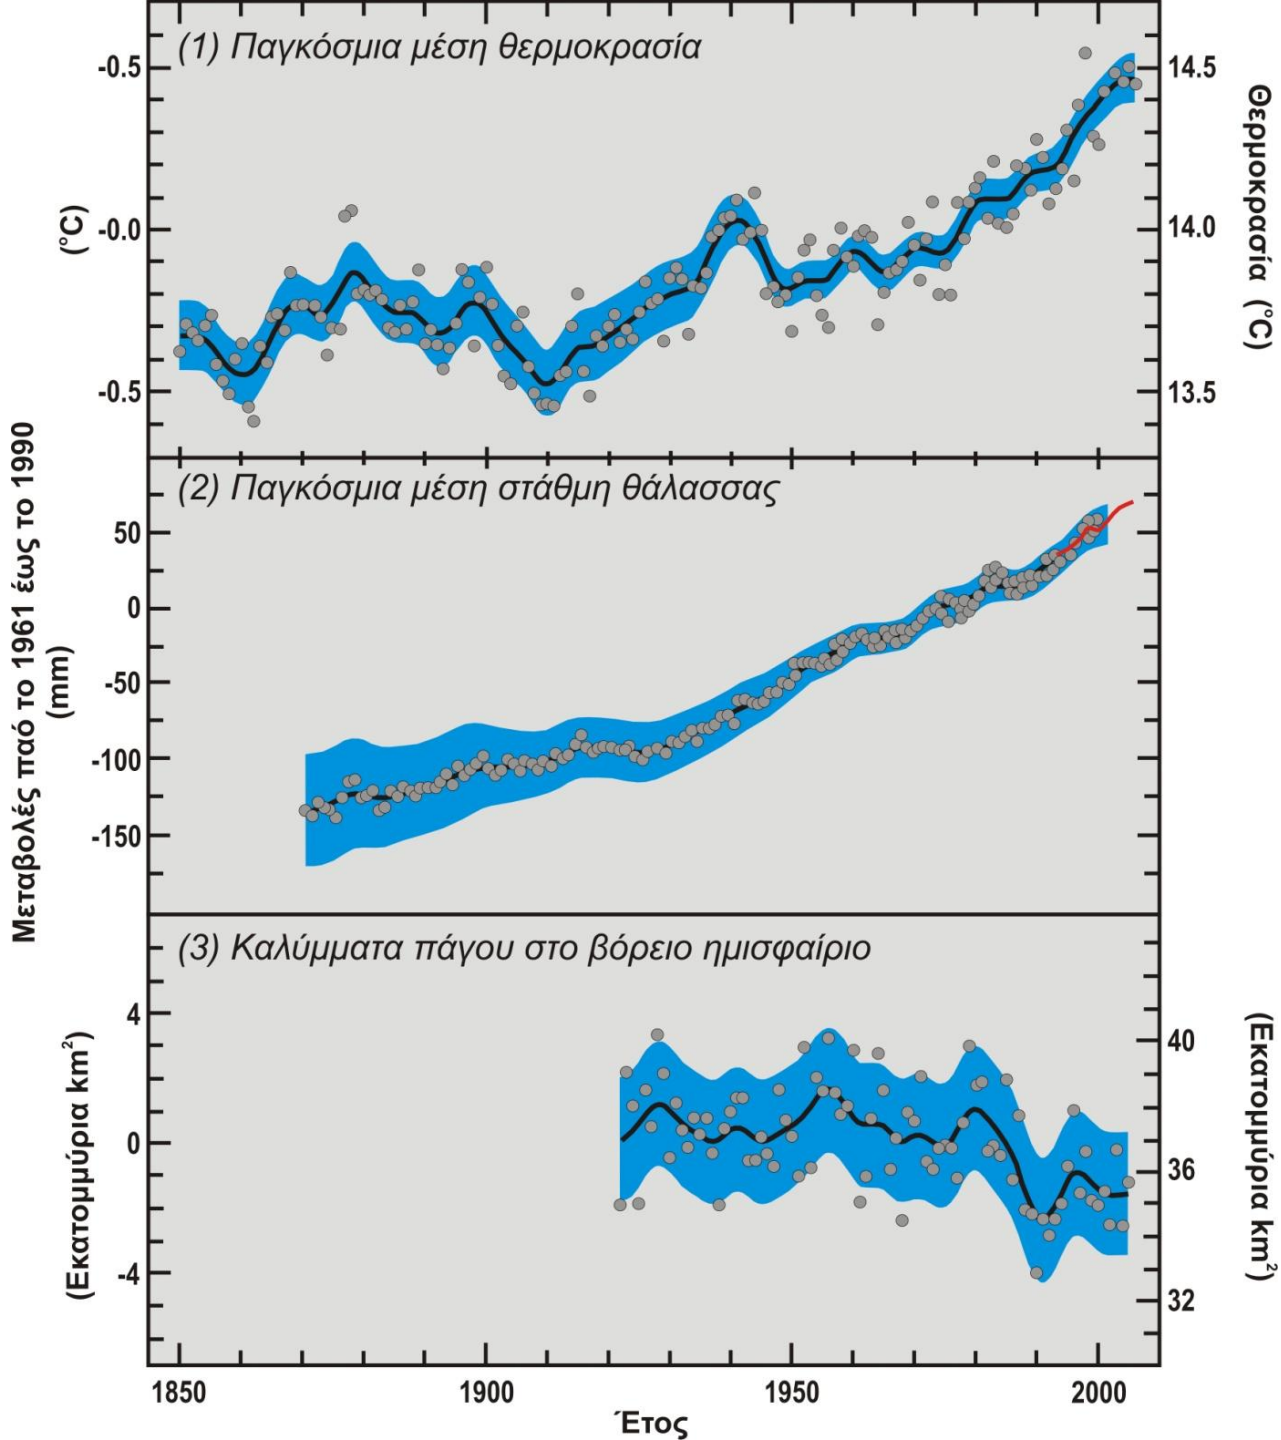 (1) Παγκόσμια μέση θερμοκρασία
-0.5
-0.0
-0.5
(°C)
14.5
14.0
13.5
Θερμοκρασία (°C)
Μεταβολές παό το 1961 έως το 1990
(2) Παγκόσμια μέση στάθμη θάλασσας
50
0
-50
-100
-150
(mm)
(3) Καλύμματα πάγου στο βόρειο ημισφαίριο
4
0
-4
(Εκατομμύρια km²)
40
36
32
(Εκατομμύρια km²)
1850
1900
1950
2000
Έτος